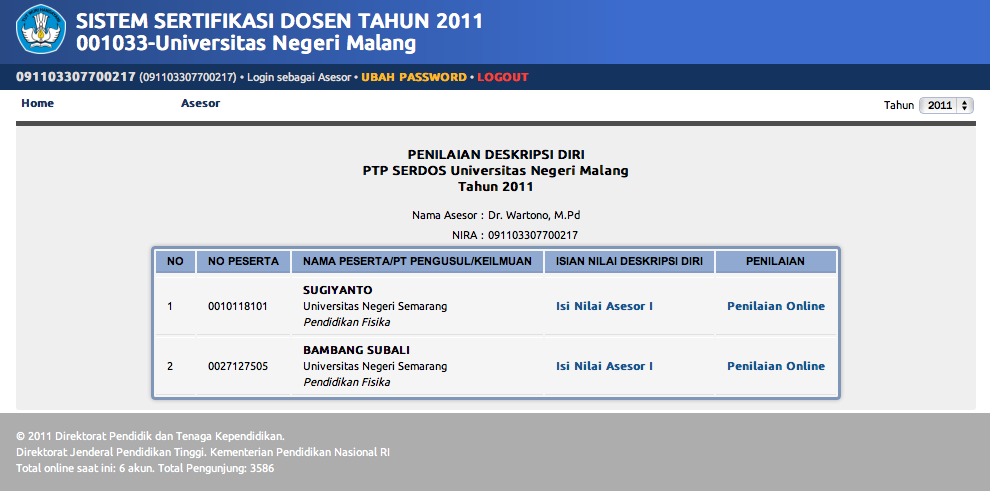 SISTEM SERTIFIKASI DOSEN TAHUN 2011
001033-Universitas Negeri Malang
091103307700217 (091103307700217) • Login sebagai Asesor • UBAH PASSWORD • LOGOUT
Home Asesor Tahun 2011
PENILAIAN DESKRIPSI DIRI
PTP SERDOS Universitas Negeri Malang
Tahun 2011
Nama Asesor : Dr. Wartono, M.Pd
NIRA : 091103307700217
NO NO PESERTA NAMA PESERTA/PT PENGUSUL/KEILMUAN ISIAN NILAI DESKRIPSI DIRI PENILAIAN
SUGIYANTO
1 0010118101 Universitas Negeri Semarang Isi Nilai Asesor I Penilaian Online
Pendidikan Fisika
BAMBANG SUBALI
2 0027127505 Universitas Negeri Semarang Isi Nilai Asesor I Penilaian Online
Pendidikan Fisika
© 2011 Direktorat Pendidik dan Tenaga Kependidikan.
Direktorat Jenderal Pendidikan Tinggi. Kementerian Pendidikan Nasional RI
Total online saat ini: 6 akun. Total Pengunjung: 3586